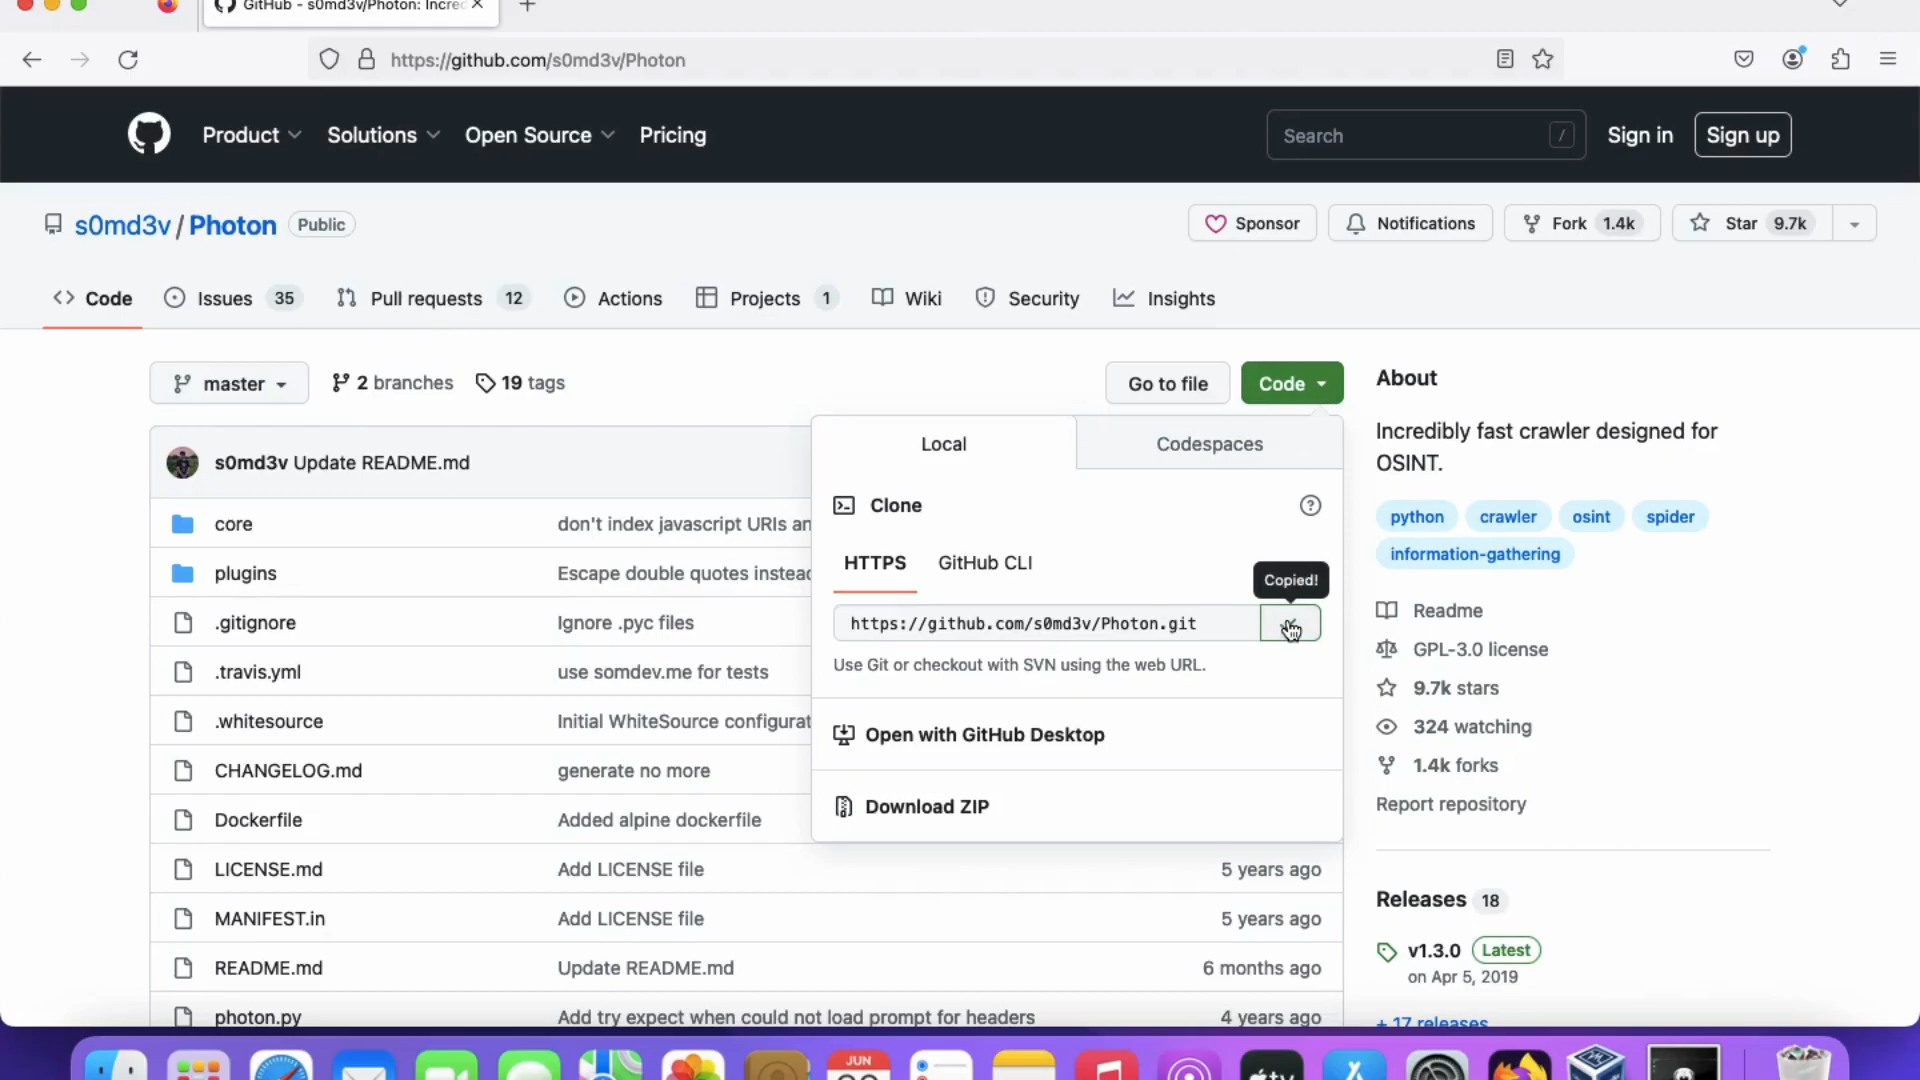 GitHub - s0md3v/Photon: Incred
https://github.com/s0md3v/Photon
Product
Solutions
Open Source
Pricing
Search
/
Sign in
Sign up
s0md3v / Photon
Public
Sponsor
Notifications
Fork 1.4k
Star 9.7k
Code
Issues 35
Pull requests 12
Actions
Projects 1
Wiki
Security
Insights
master
2 branches
19 tags
Go to file
Code
s0md3v Update README.md
core don't index javascript URIs an
plugins Escape double quotes instead
.gitignore Ignore .pyc files
.travis.yml use somdev.me for tests
.whitesource Initial WhiteSource configurat
CHANGELOG.md generate no more
Dockerfile Added alpine dockerfile
LICENSE.md Add LICENSE file 5 years ago
MANIFEST.in Add LICENSE file 5 years ago
README.md Update README.md 6 months ago
photon.py Add try expect when could not load prompt for headers 4 years ago
Local
Codespaces
Clone
HTTPS
GitHub CLI
Copied!
https://github.com/s0md3v/Photon.git
Use Git or checkout with SVN using the web URL.
Open with GitHub Desktop
Download ZIP
About
Incredibly fast crawler designed for
OSINT.
python crawler osint spider
information-gathering
Readme
GPL-3.0 license
9.7k stars
324 watching
1.4k forks
Report repository
Releases 18
v1.3.0 Latest
on Apr 5, 2019
+ 17 releases
JUN